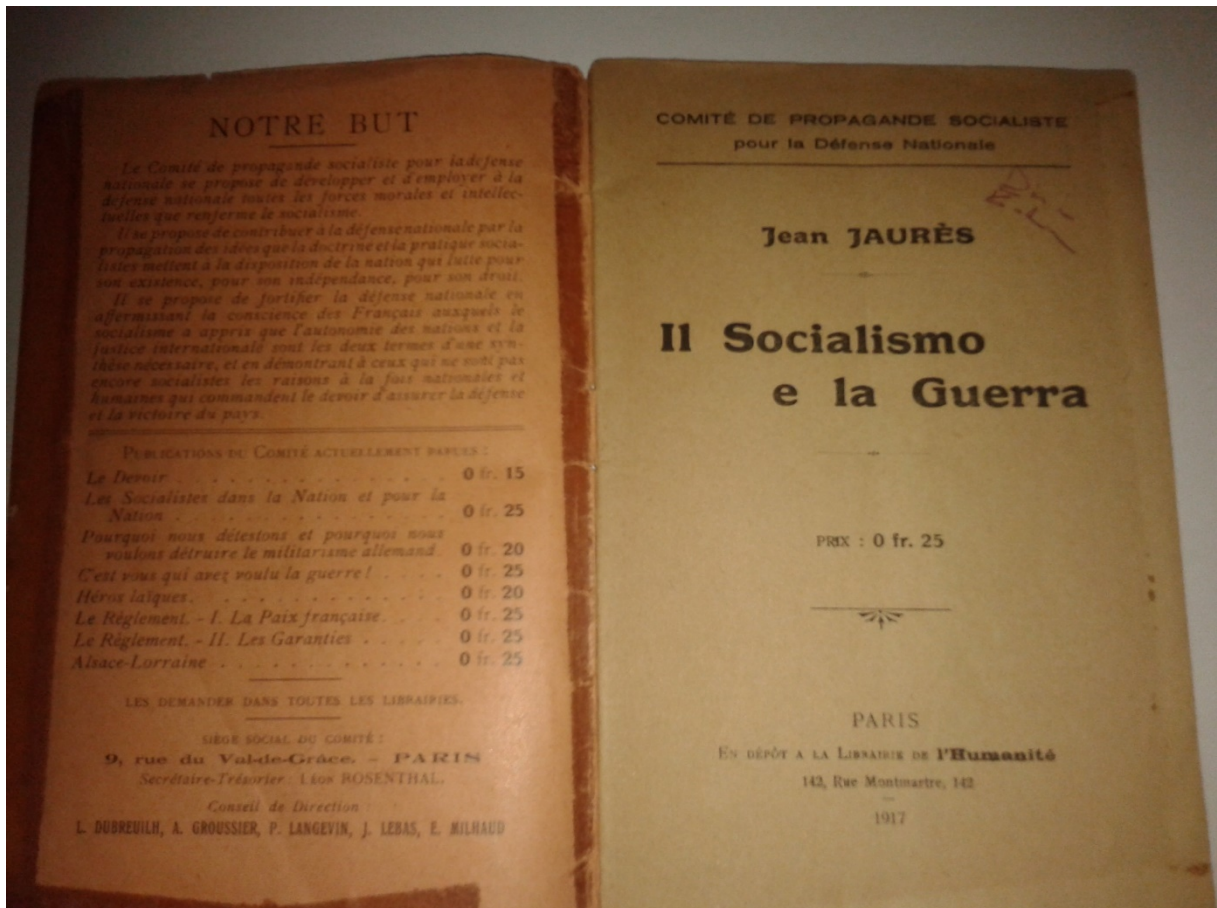 NOTRE BUT
Le Comité de propagande socialiste pour la défense
nationale se propose de développer et d'employer à la
défense nationale toutes les forces morales et intellec-
tuelles que renferme le socialisme.
Il se propose de contribuer à la défense nationale par la
propagation des idées que la doctrine et la pratique socia-
listes mettent à la disposition de la nation qui lutte pour
son existence, pour son indépendance, pour son droit.
Il se propose de fortifier la défense nationale en
affermissant la conscience des Français auxquels le
socialisme a appris que l'autonomie des nations et la
justice internationale sont les deux termes d'une syn-
thèse nécessaire, et en démontrant à ceux qui ne sont pas
encore socialistes les raisons à la fois nationales et
humaines qui commandent le devoir d'assurer la défense
et la victoire du pays.
PUBLICATIONS DU COMITÉ ACTUELLEMENT PARUES :
Le Devoir . . . . . . . . . . . . . . 0 fr. 15
Les Socialistes dans la Nation et pour la
Nation . . . . . . . . . . . . . . 0 fr. 25
Pourquoi nous détestons et pourquoi nous
voulons détruire le militarisme allemand. 0 fr. 20
C'est vous qui avez voulu la guerre ! . . . . 0 fr. 25
Héros laïques. . . . . . . . . . . . . 0 fr. 20
Le Règlement. - I. La Paix française. . . . 0 fr. 25
Le Règlement. - II. Les Garanties . . . . . 0 fr. 25
Alsace-Lorraine . . . . . . . . . . . . 0 fr. 25
LES DEMANDER DANS TOUTES LES LIBRAIRIES.
SIÈGE SOCIAL DU COMITÉ :
9, rue du Val-de-Grâce. - PARIS
Secrétaire-Trésorier : LÉON ROSENTHAL.
Conseil de Direction :
L. DUBREUILH, A. GROUSSIER, P. LANGEVIN, J. LEBAS, E. MILHAUD
COMITÉ DE PROPAGANDE SOCIALISTE
pour la Défense Nationale
Jean JAURÈS
Il Socialismo
e la Guerra
PRIX : 0 fr. 25
PARIS
EN DÉPÔT A LA LIBRAIRIE DE l'Humanité
142, Rue Montmartre, 142
1917